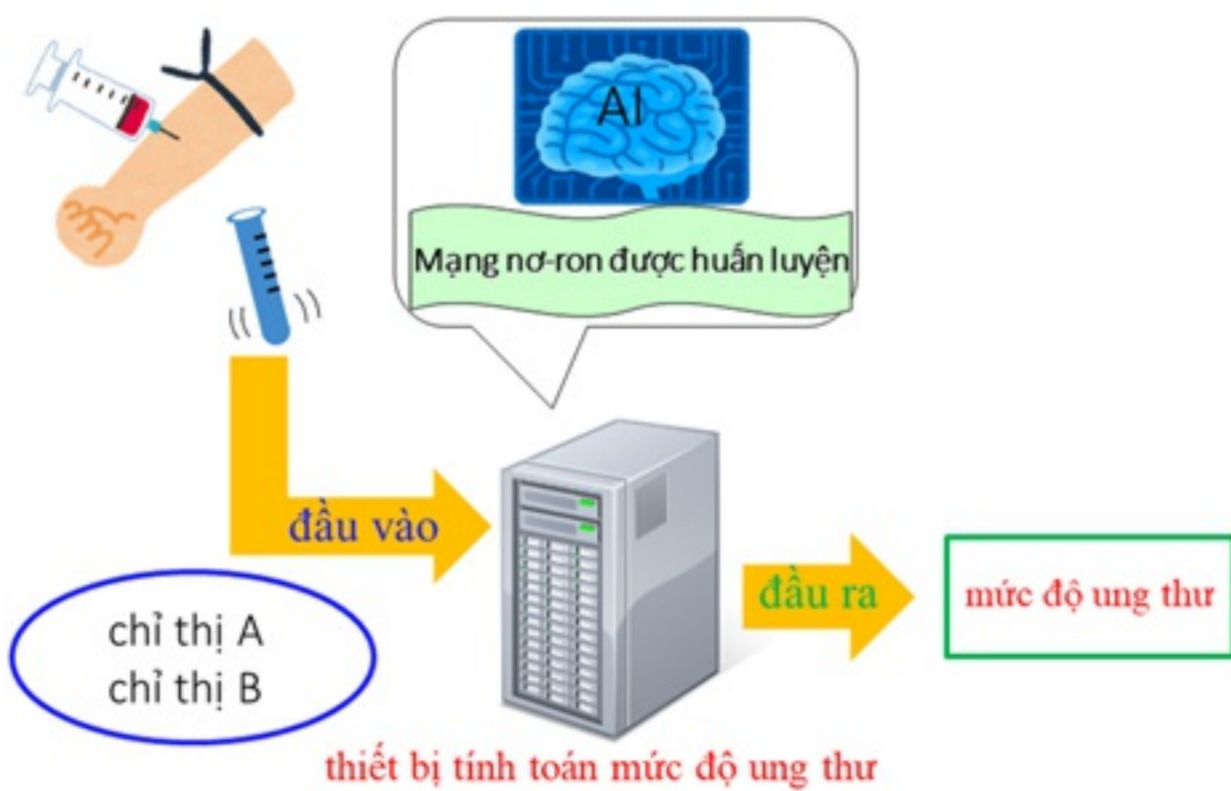 AI
Mạng nơ-ron được huấn luyện
đầu vào
chỉ thị A
chỉ thị B
đầu ra
mức độ ung thư
thiết bị tính toán mức độ ung thư